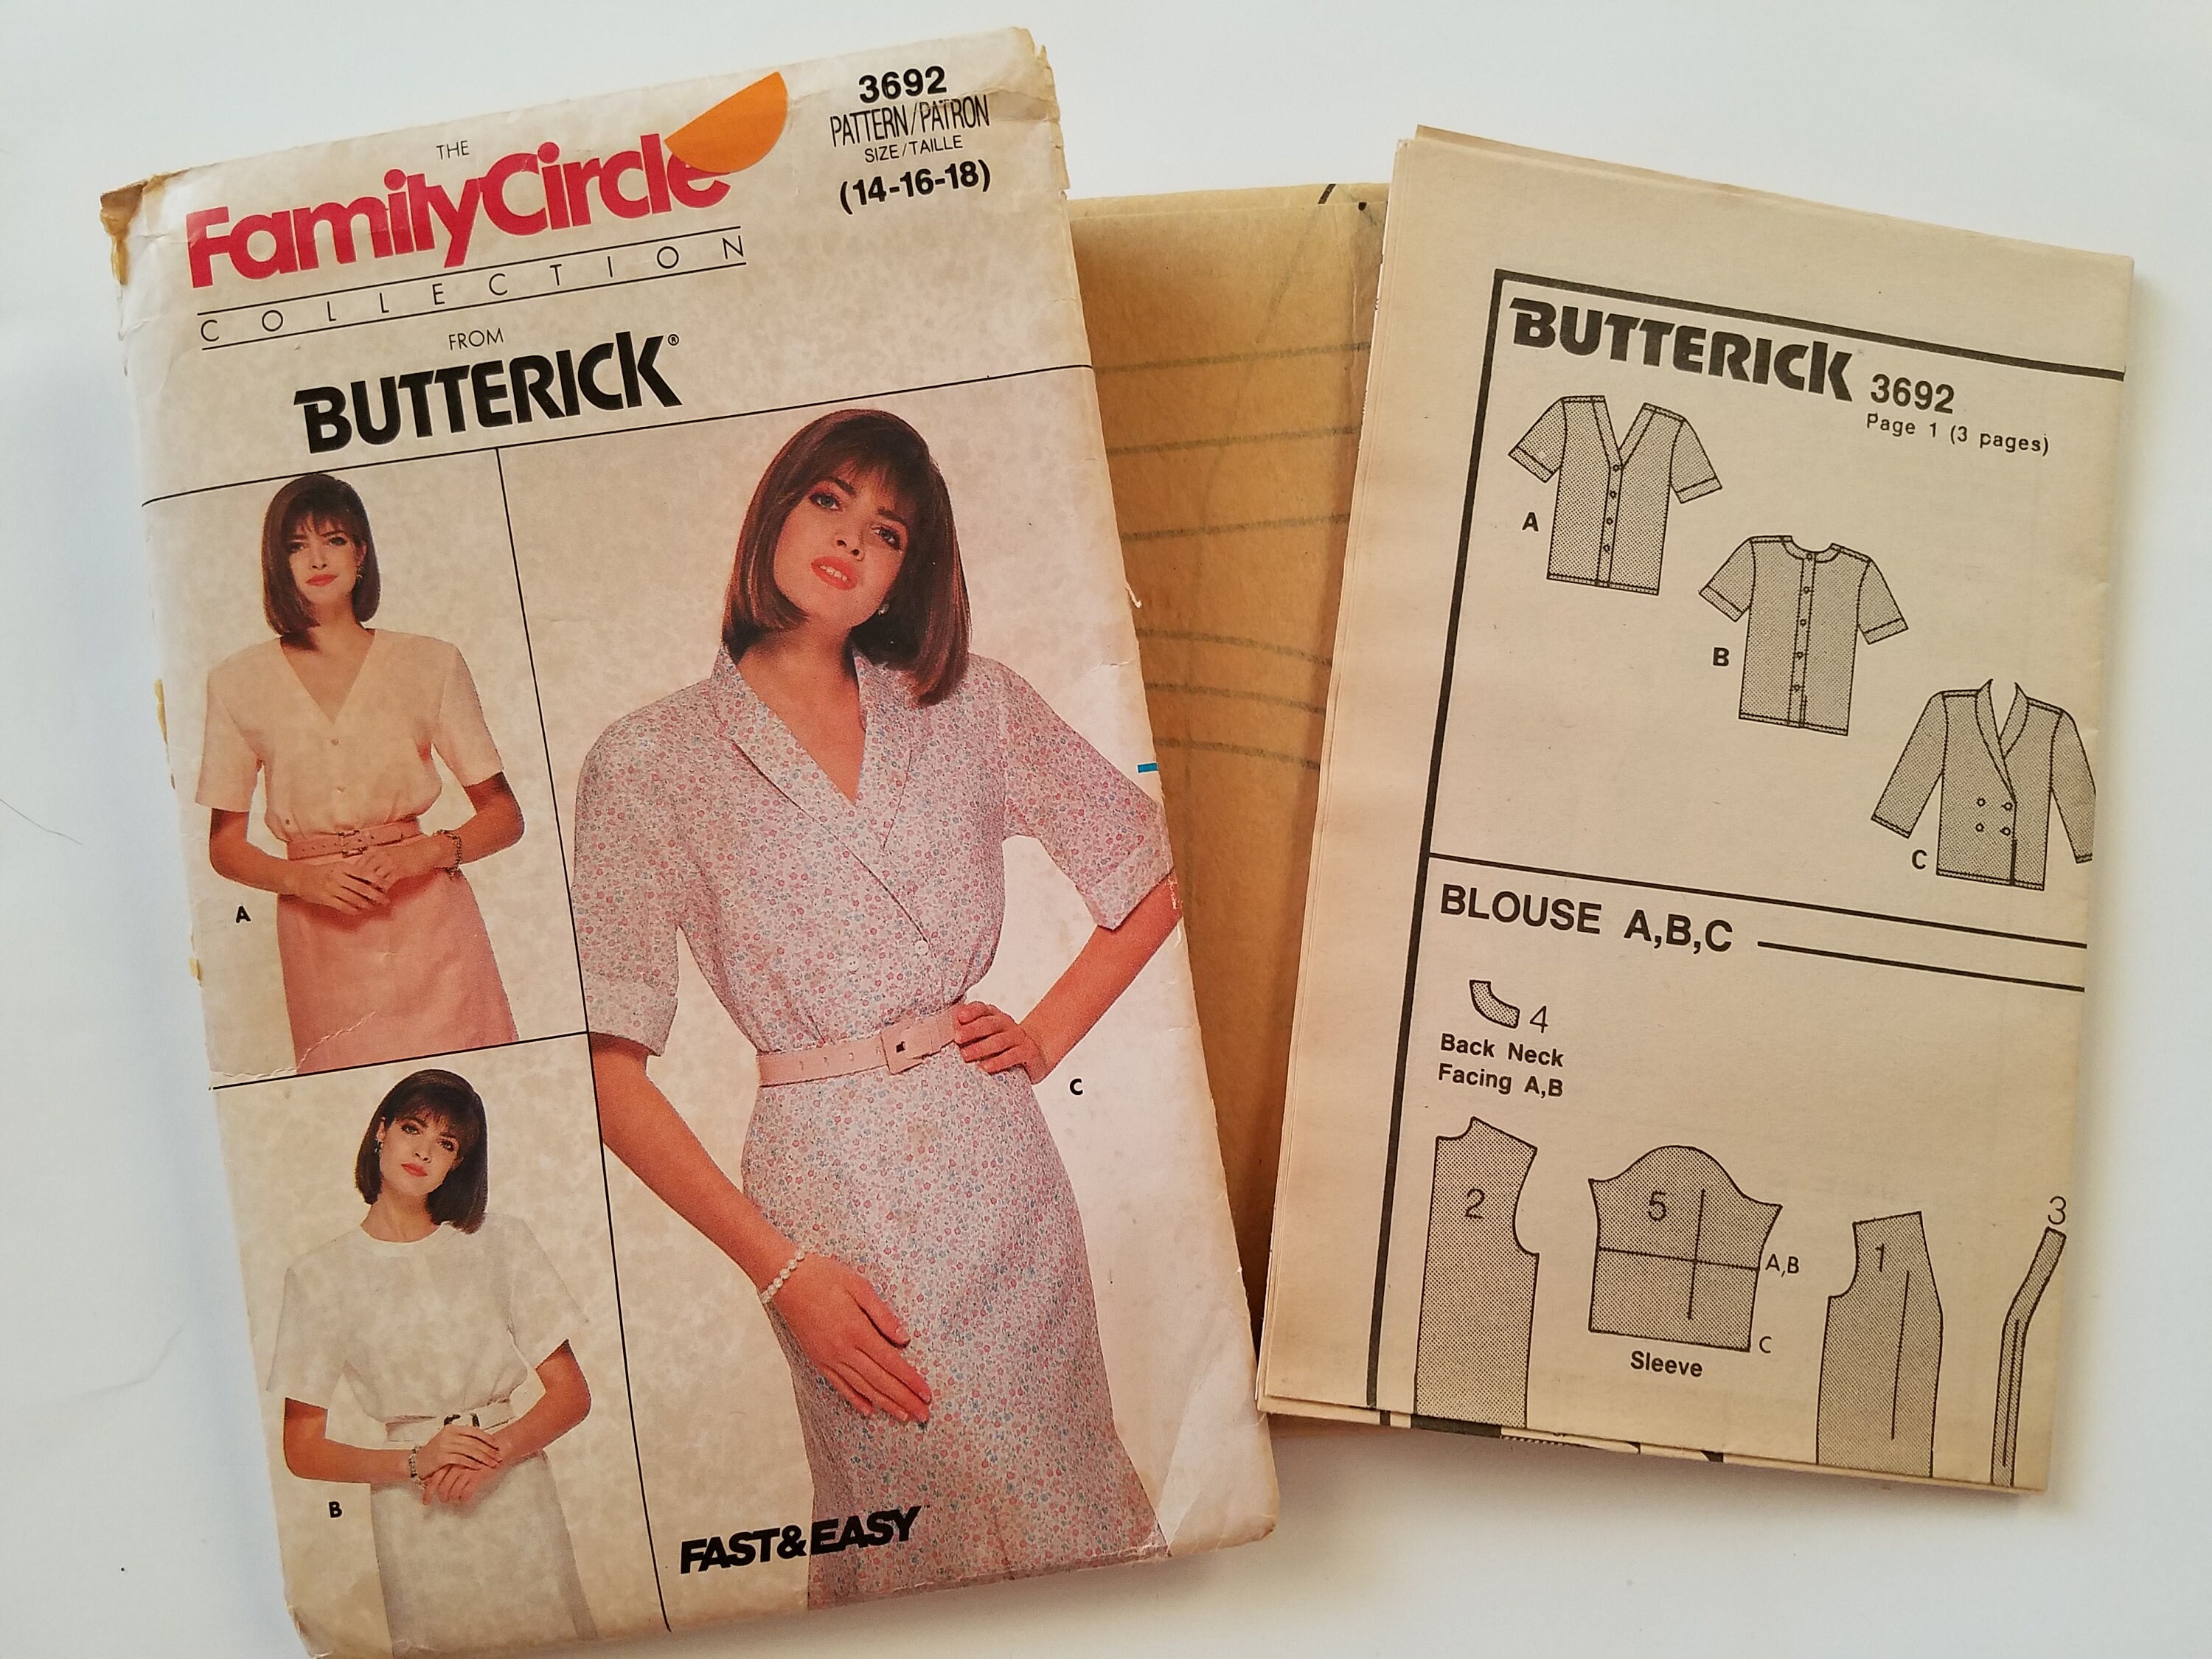 THE
FamilyCircle
COLLECTION
FROM
BUTTERICK®
3692
PATTERN/PATRON
SIZE/TAILLE
(14-16-18)
A
B
C
FAST&EASY™
BUTTERICK 3692
Page 1 (3 pages)
A
B
C
BLOUSE A,B,C
4
Back Neck
Facing A,B
2
5
A,B
C
Sleeve
1
3